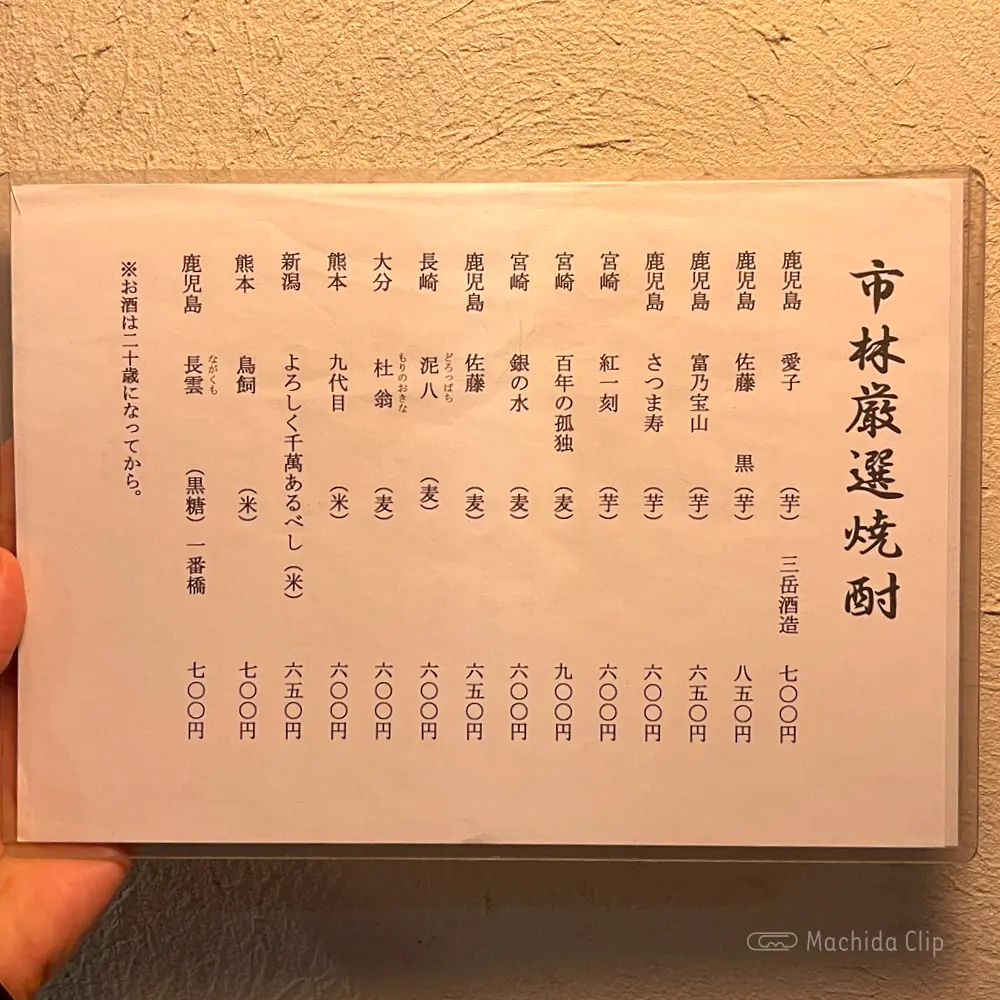 市林厳選焼酎
鹿児島 愛子 (芋) 三岳酒造 七〇〇円
鹿児島 佐藤 黒 (芋) 八五〇円
鹿児島 富乃宝山 (芋) 六五〇円
鹿児島 さつま寿 (芋) 六〇〇円
宮崎 紅一刻 (芋) 六〇〇円
宮崎 百年の孤独 (麦) 九〇〇円
宮崎 銀の水 (麦) 六〇〇円
鹿児島 佐藤 (麦) 六五〇円
どろっぱち
長崎 泥八 (麦) 六〇〇円
もりのおきな
大分 杜翁 (麦) 六〇〇円
熊本 九代目 (米) 六〇〇円
新潟 よろしく千萬あるべし (米) 六五〇円
熊本 鳥飼 (米) 七〇〇円
ながくも
鹿児島 長雲 (黒糖) 一番橋 七〇〇円
※お酒は二十歳になってから。
Machida Clip